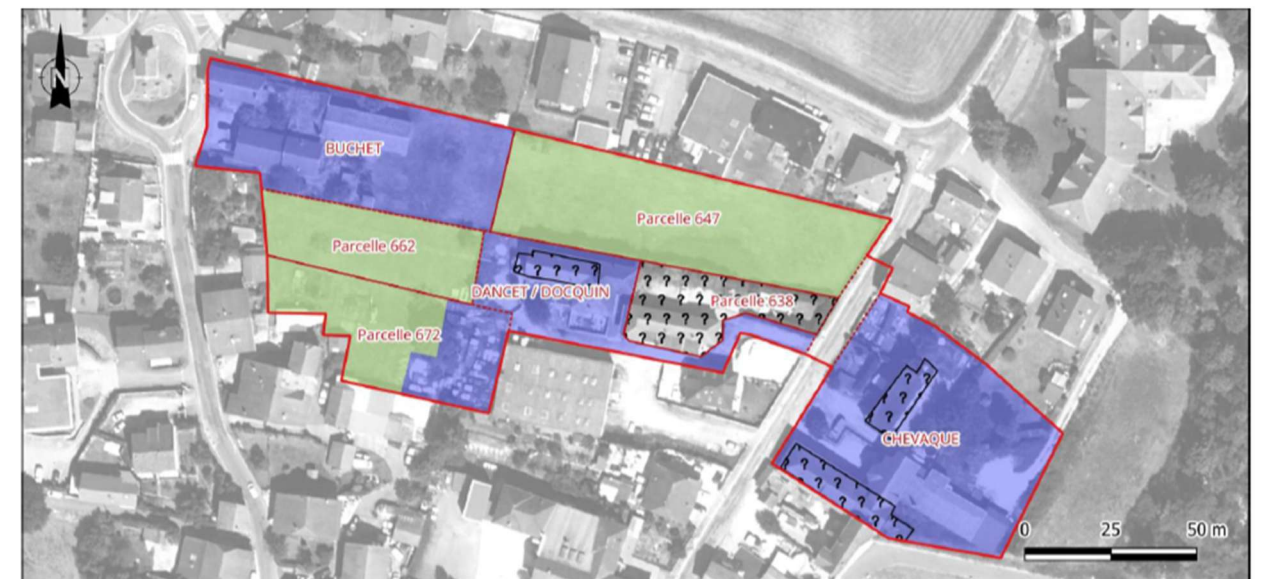 N
BUCHET
Parcelle 647
Parcelle 662
DANCET / DOCQUIN
Parcelle 638
Parcelle 672
CHEVAQUE
? ? ? ? ?
0 25 50 m